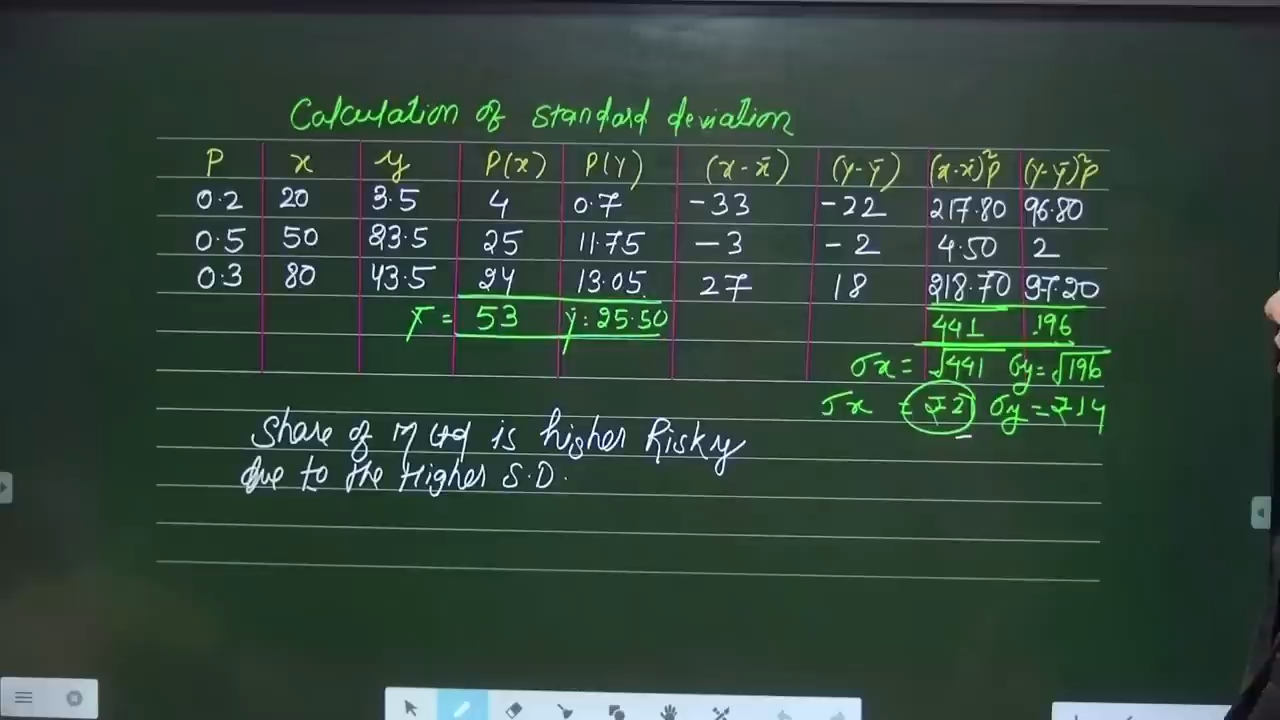 Calculation of standard deviation
P x y P(x) P(Y) (x-x̄) (y-ȳ) (x-x̄)²P (y-ȳ)²P
0.2 20 3.5 4 0.7 -33 -22 217.80 96.80
0.5 50 23.5 25 11.75 -3 -2 4.50 2
0.3 80 43.5 24 13.05 27 18 218.70 97.20
x̄ = 53 ȳ: 25.50 441 196
σx = √441 σy = √196
σx = ₹21 σy = ₹14
Share of M Ltd is higher Risky
due to the Higher S.D.